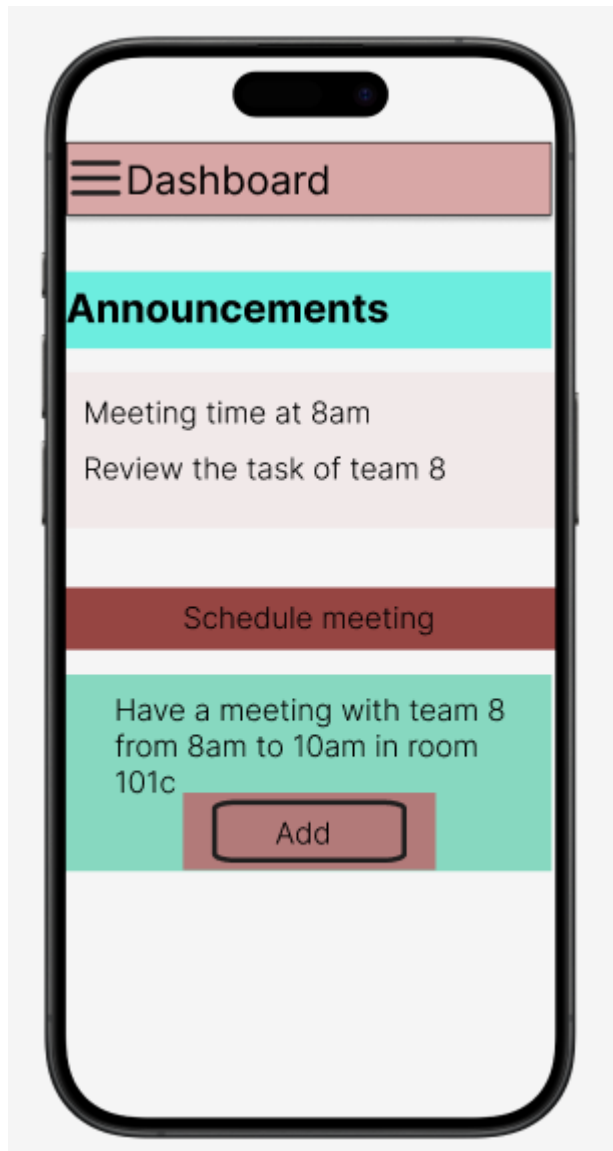 Dashboard
Announcements
Meeting time at 8am
Review the task of team 8
Schedule meeting
Have a meeting with team 8
from 8am to 10am in room
101c
Add